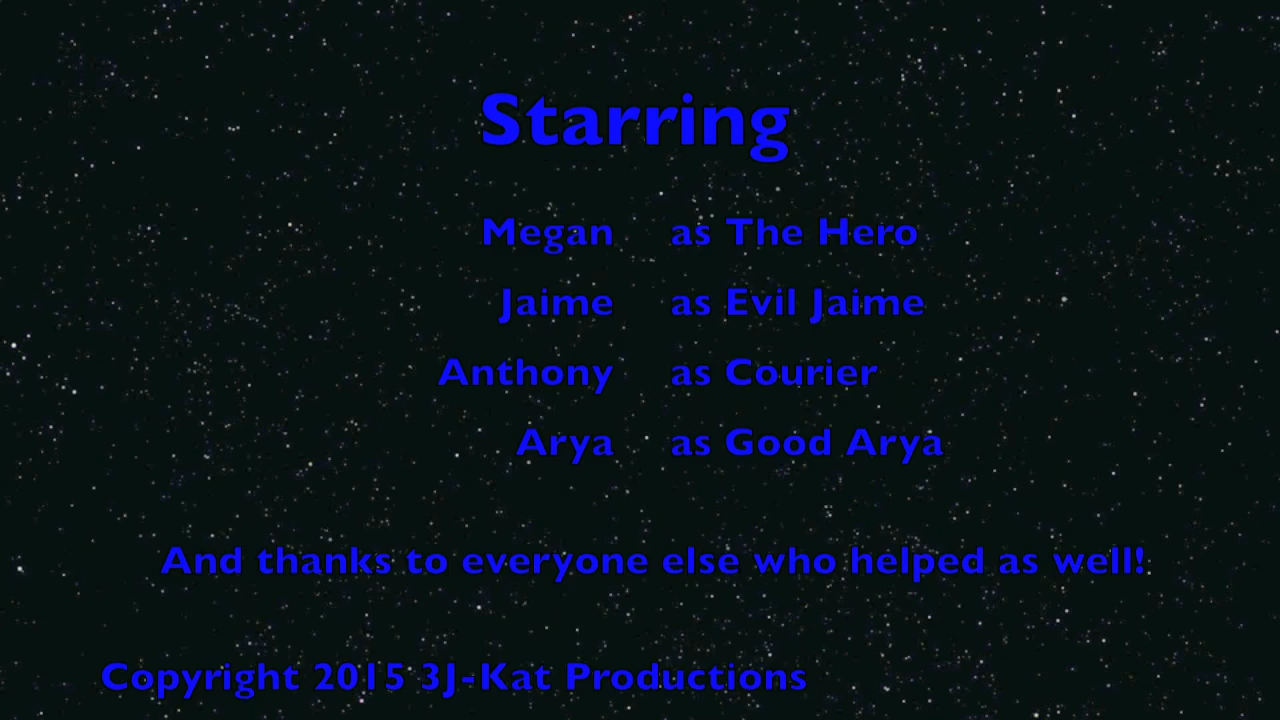 Starring
Megan as The Hero
Jaime as Evil Jaime
Anthony as Courier
Arya as Good Arya
And thanks to everyone else who helped as well!
Copyright 2015 3J-Kat Productions